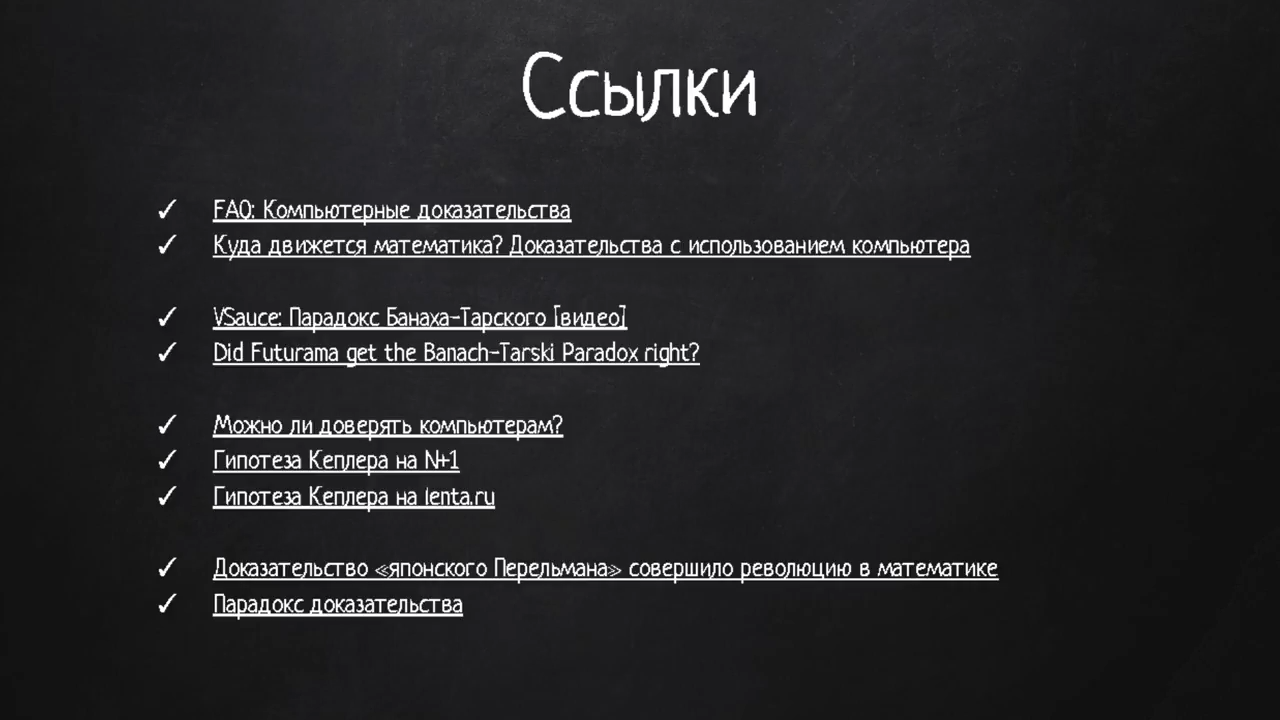 Ссылки
✓ FAQ: Компьютерные доказательства
✓ Куда движется математика? Доказательства с использованием компьютера
✓ VSauce: Парадокс Банаха-Тарского [видео]
✓ Did Futurama get the Banach-Tarski Paradox right?
✓ Можно ли доверять компьютерам?
✓ Гипотеза Кеплера на N+1
✓ Гипотеза Кеплера на lenta.ru
✓ Доказательство «японского Перельмана» совершило революцию в математике
✓ Парадокс доказательства